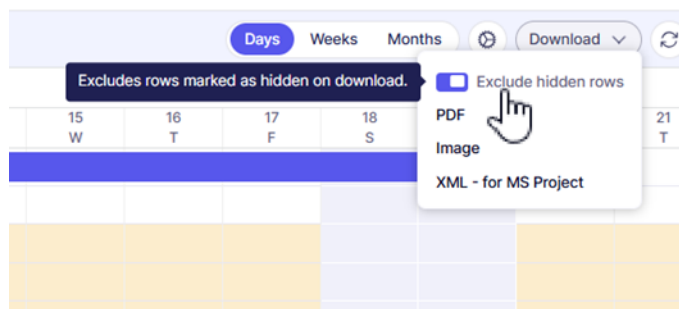 Days Weeks Months Download
Excludes rows marked as hidden on download.
Exclude hidden rows
PDF
Image
XML - for MS Project
15 16 17 18 21
W T F S T